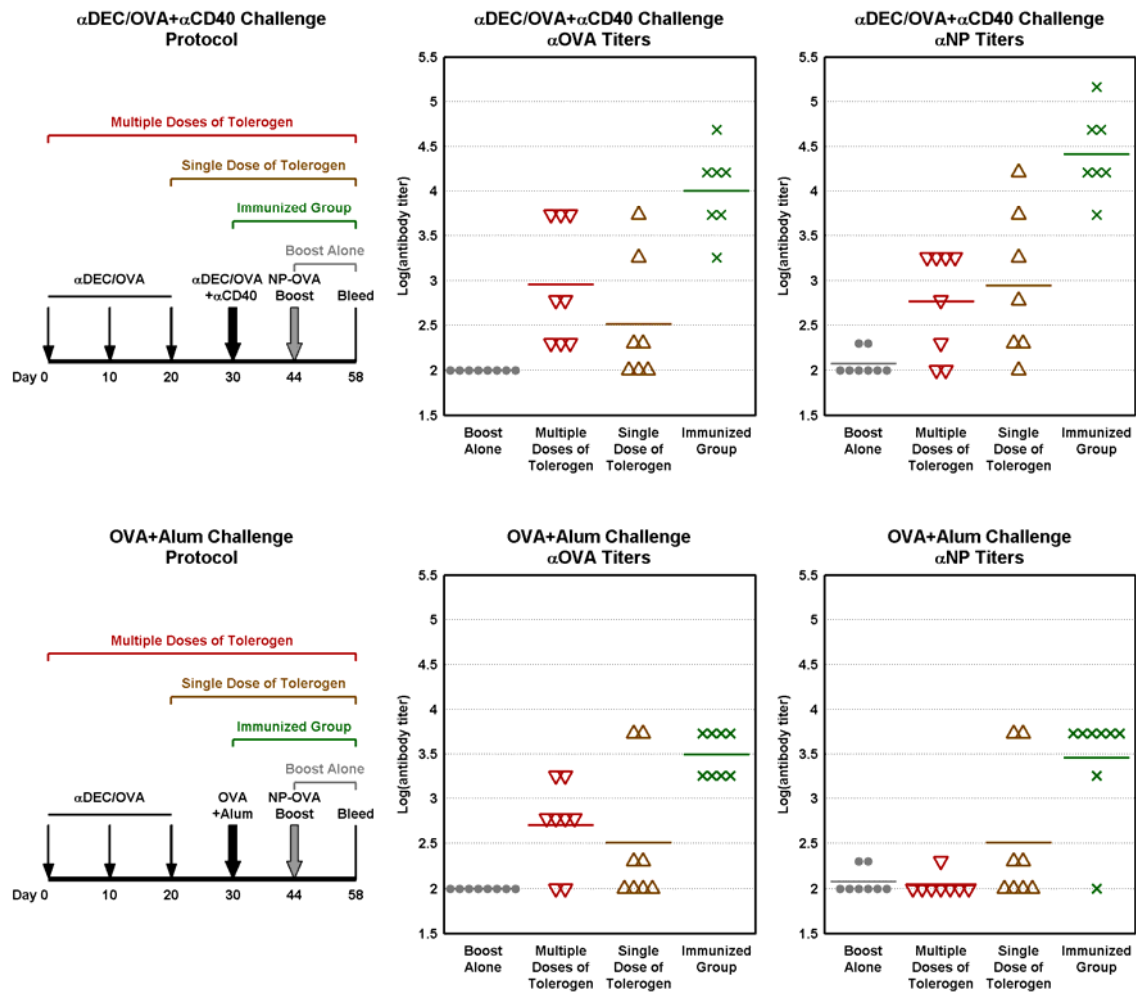 αDEC/OVA+αCD40 Challenge
Protocol
Multiple Doses of Tolerogen
Single Dose of Tolerogen
Immunized Group
Boost Alone
αDEC/OVA
αDEC/OVA
+αCD40
NP-OVA
Boost
Bleed
Day 0
10
20
30
44
58
αDEC/OVA+αCD40 Challenge
αOVA Titers
Log(antibody titer)
5.5
5
4.5
4
3.5
3
2.5
2
1.5
Boost
Alone
Multiple
Doses of
Tolerogen
Single
Dose of
Tolerogen
Immunized
Group
αDEC/OVA+αCD40 Challenge
αNP Titers
Log(antibody titer)
5.5
5
4.5
4
3.5
3
2.5
2
1.5
Boost
Alone
Multiple
Doses of
Tolerogen
Single
Dose of
Tolerogen
Immunized
Group
OVA+Alum Challenge
Protocol
Multiple Doses of Tolerogen
Single Dose of Tolerogen
Immunized Group
Boost Alone
αDEC/OVA
OVA
+Alum
NP-OVA
Boost
Bleed
Day 0
10
20
30
44
58
OVA+Alum Challenge
αOVA Titers
Log(antibody titer)
5.5
5
4.5
4
3.5
3
2.5
2
1.5
Boost
Alone
Multiple
Doses of
Tolerogen
Single
Dose of
Tolerogen
Immunized
Group
OVA+Alum Challenge
αNP Titers
Log(antibody titer)
5.5
5
4.5
4
3.5
3
2.5
2
1.5
Boost
Alone
Multiple
Doses of
Tolerogen
Single
Dose of
Tolerogen
Immunized
Group